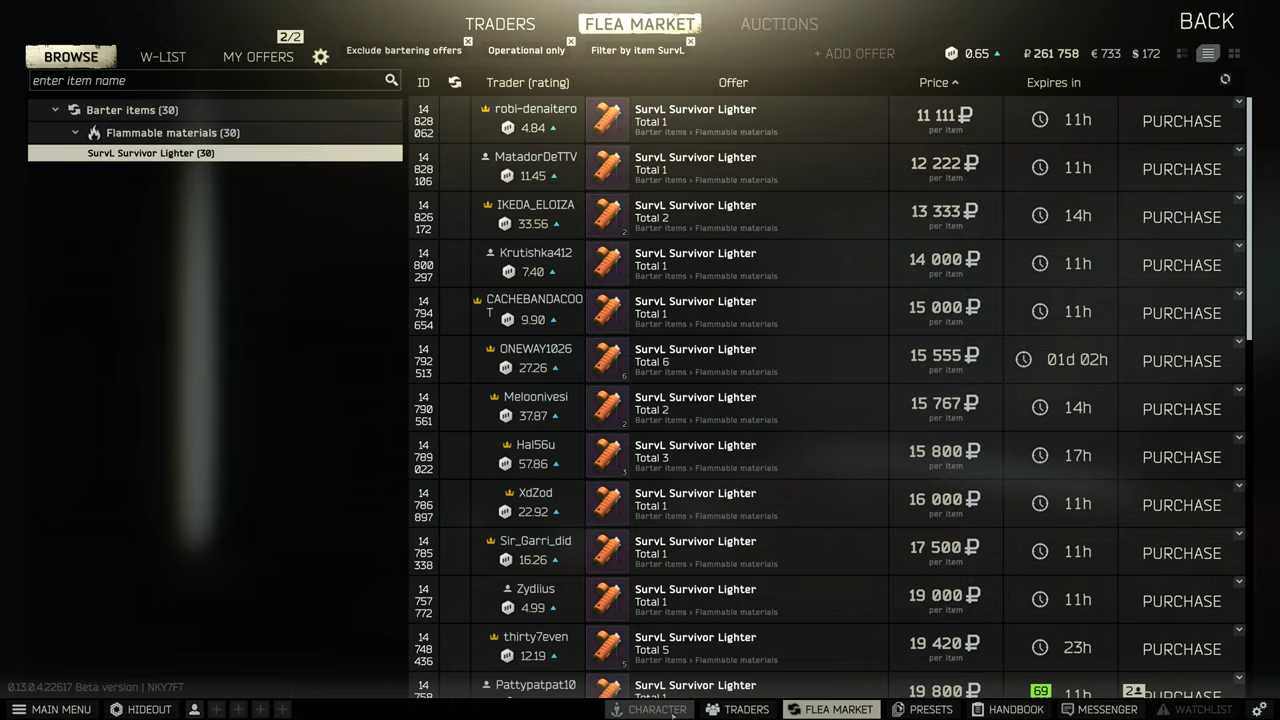 TRADERS
FLEA MARKET
AUCTIONS
BACK
2/2
BROWSE
W-LIST
MY OFFERS
Exclude bartering offers
Operational only
Filter by item SurvL
+ ADD OFFER
0.65
₽ 261 758
€ 733
$ 172
enter item name
ID
Trader (rating)
Offer
Price
Expires in
Barter items (30)
Flammable materials (30)
SurvL Survivor Lighter (30)
14 828 062
robi-denaitero
4.84
SurvL Survivor Lighter
Total 1
Barter items > Flammable materials
11 111 ₽
per item
11h
PURCHASE
14 828 106
MatadorDeTTV
11.45
SurvL Survivor Lighter
Total 1
Barter items > Flammable materials
12 222 ₽
per item
11h
PURCHASE
14 826 172
IKEDA_ELOIZA
33.56
2
SurvL Survivor Lighter
Total 2
Barter items > Flammable materials
13 333 ₽
per item
14h
PURCHASE
14 800 297
Krutishka412
7.40
SurvL Survivor Lighter
Total 1
Barter items > Flammable materials
14 000 ₽
per item
11h
PURCHASE
14 794 654
CACHEBANDACOO
T
9.90
SurvL Survivor Lighter
Total 1
Barter items > Flammable materials
15 000 ₽
per item
11h
PURCHASE
14 792 513
ONEWAY1026
27.26
6
SurvL Survivor Lighter
Total 6
Barter items > Flammable materials
15 555 ₽
per item
01d 02h
PURCHASE
14 790 561
Meloonivesi
37.87
2
SurvL Survivor Lighter
Total 2
Barter items > Flammable materials
15 767 ₽
per item
14h
PURCHASE
14 789 022
Hal56u
57.86
3
SurvL Survivor Lighter
Total 3
Barter items > Flammable materials
15 800 ₽
per item
17h
PURCHASE
14 786 897
XdZod
22.92
SurvL Survivor Lighter
Total 1
Barter items > Flammable materials
16 000 ₽
per item
11h
PURCHASE
14 785 338
Sir_Garri_did
16.26
SurvL Survivor Lighter
Total 1
Barter items > Flammable materials
17 500 ₽
per item
11h
PURCHASE
14 757 772
Zydiius
4.99
SurvL Survivor Lighter
Total 1
Barter items > Flammable materials
19 000 ₽
per item
11h
PURCHASE
14 748 436
thirty7even
12.19
5
SurvL Survivor Lighter
Total 5
Barter items > Flammable materials
19 420 ₽
per item
23h
PURCHASE
14
Pattypatpat10
SurvL Survivor Lighter
19 800 ₽
11h
PURCHASE
0.13.0.4.22617 Beta version | NKY7FT
69
2
MAIN MENU
HIDEOUT
CHARACTER
TRADERS
FLEA MARKET
PRESETS
HANDBOOK
MESSENGER
WATCHLIST